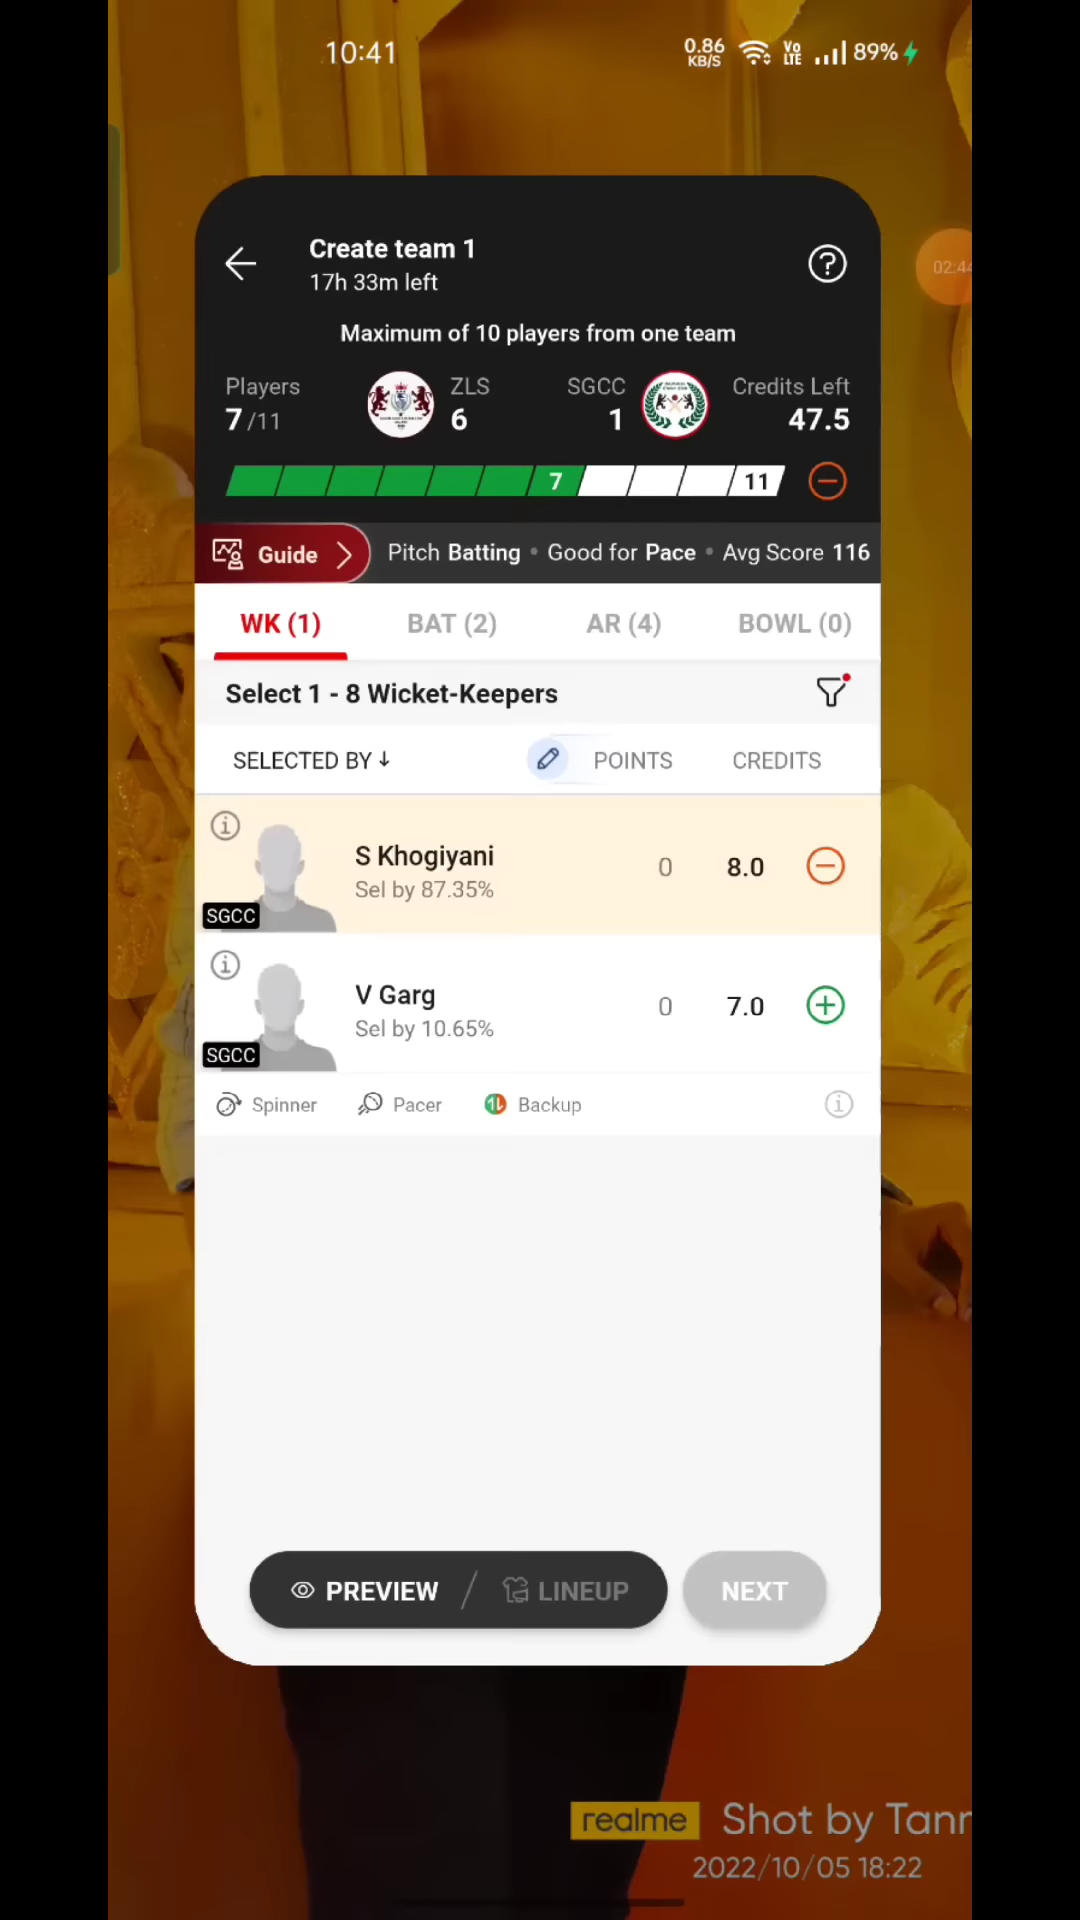 10:41
0.86 KB/S
Vo LTE
89%
Create team 1
17h 33m left
02:44
Maximum of 10 players from one team
Players
7 /11
ZLS
6
SGCC
1
Credits Left
47.5
7
11
Guide
Pitch Batting • Good for Pace • Avg Score 116
WK (1)
BAT (2)
AR (4)
BOWL (0)
Select 1 - 8 Wicket-Keepers
SELECTED BY ↓
POINTS
CREDITS
S Khogiyani
Sel by 87.35%
0
8.0
SGCC
V Garg
Sel by 10.65%
0
7.0
SGCC
Spinner
Pacer
Backup
PREVIEW
LINEUP
NEXT
realme Shot by Tann
2022/10/05 18:22